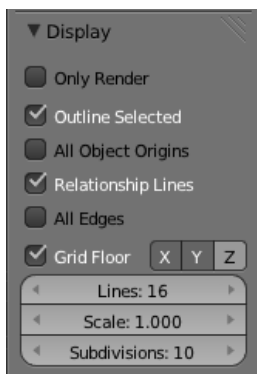 Display
Only Render
Outline Selected
All Object Origins
Relationship Lines
All Edges
Grid Floor X Y Z
Lines: 16
Scale: 1.000
Subdivisions: 10